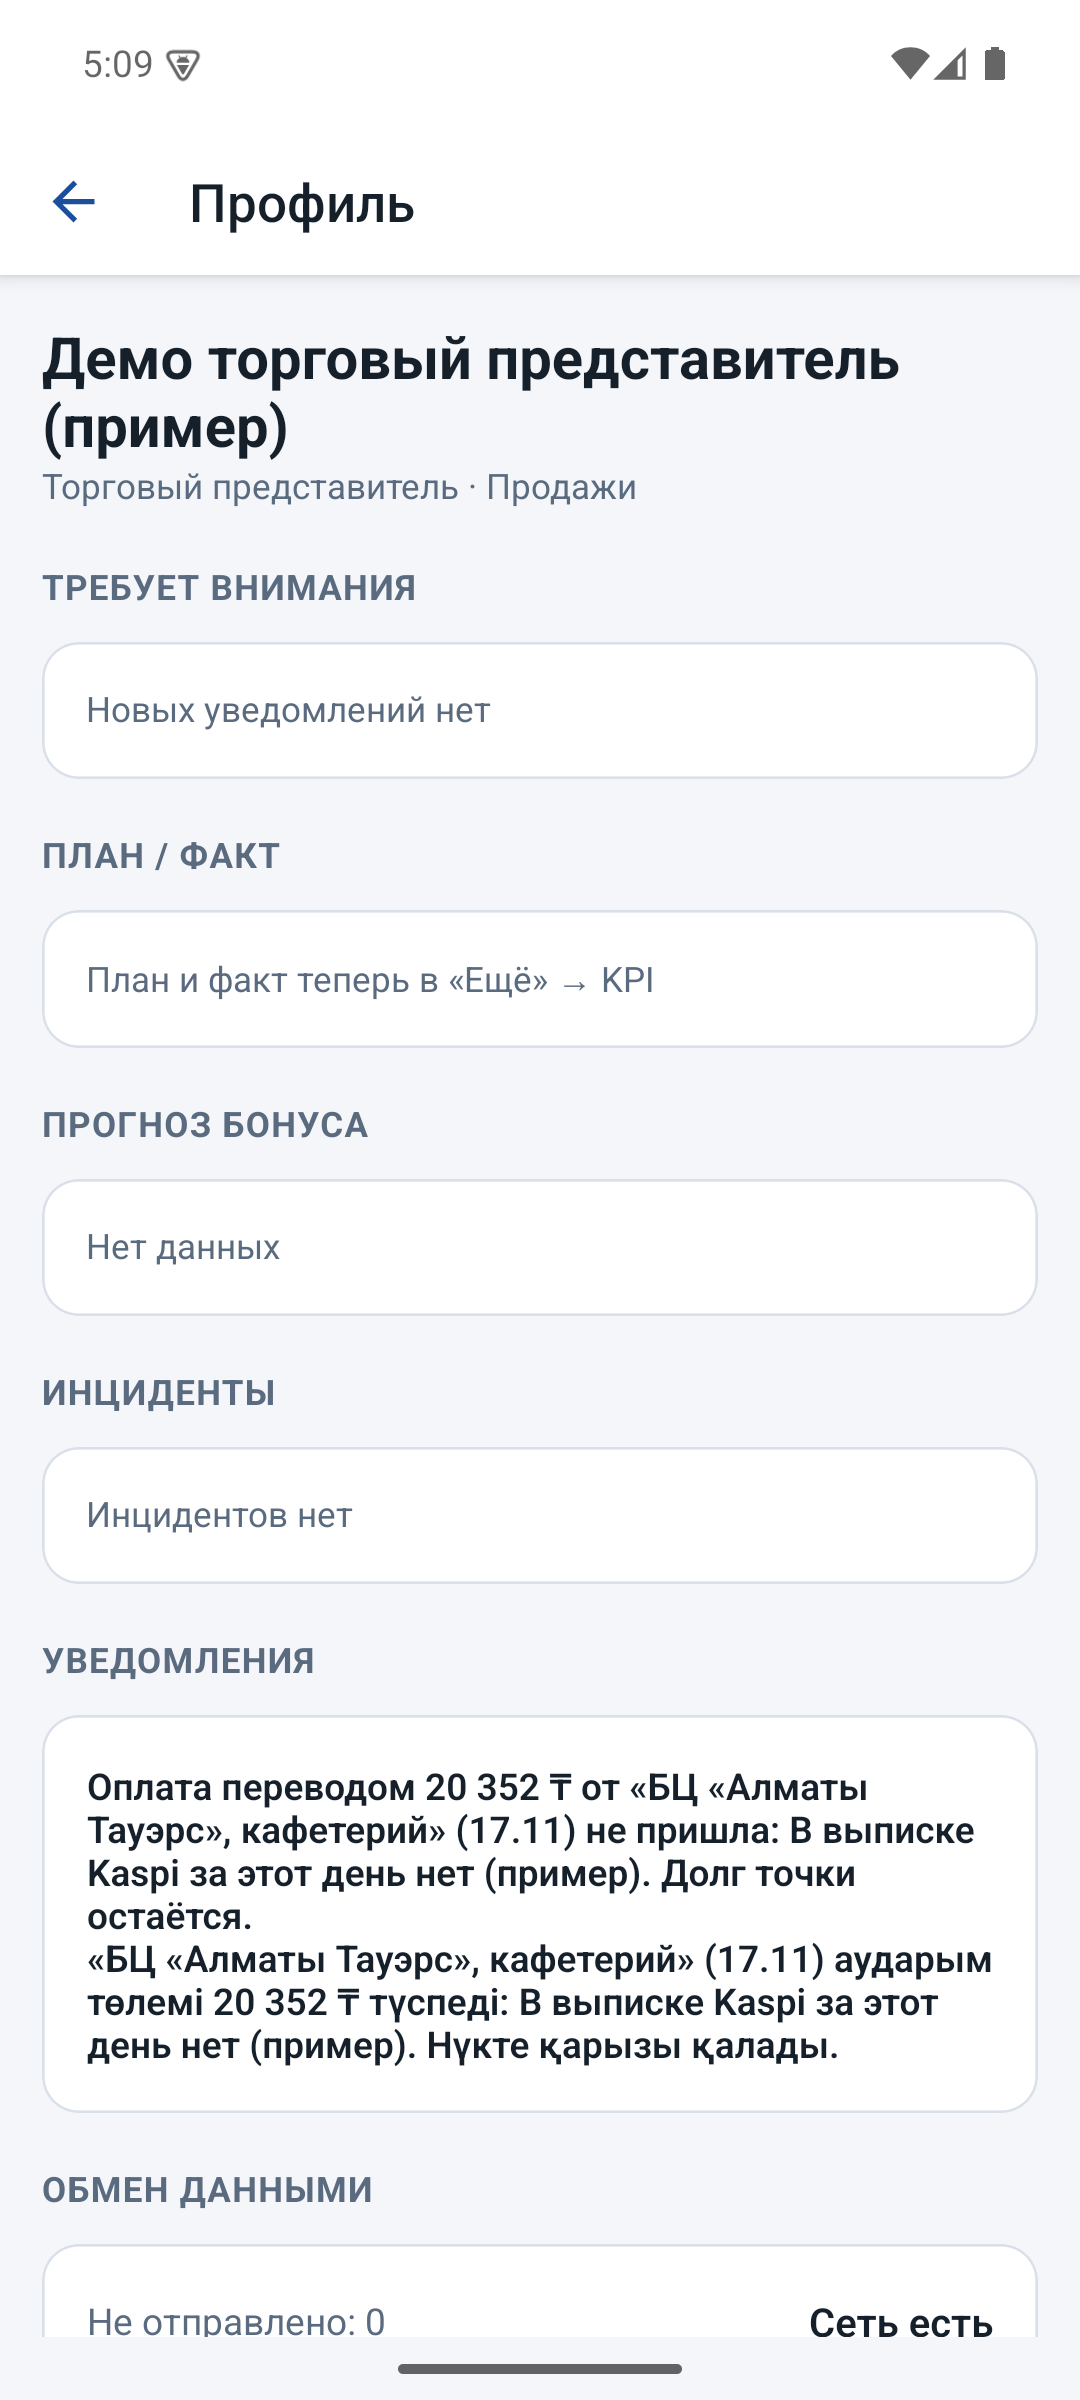 5:09
Профиль
Демо торговый представитель
(пример)
Торговый представитель · Продажи
ТРЕБУЕТ ВНИМАНИЯ
Новых уведомлений нет
ПЛАН / ФАКТ
План и факт теперь в «Ещё» → KPI
ПРОГНОЗ БОНУСА
Нет данных
ИНЦИДЕНТЫ
Инцидентов нет
УВЕДОМЛЕНИЯ
Оплата переводом 20 352 ₸ от «БЦ «Алматы
Тауэрс», кафетерий» (17.11) не пришла: В выписке
Kaspi за этот день нет (пример). Долг точки
остаётся.
«БЦ «Алматы Тауэрс», кафетерий» (17.11) аударым
төлемі 20 352 ₸ түспеді: В выписке Kaspi за этот
день нет (пример). Нүкте қарызы қалады.
ОБМЕН ДАННЫМИ
Не отправлено: 0 Сеть есть